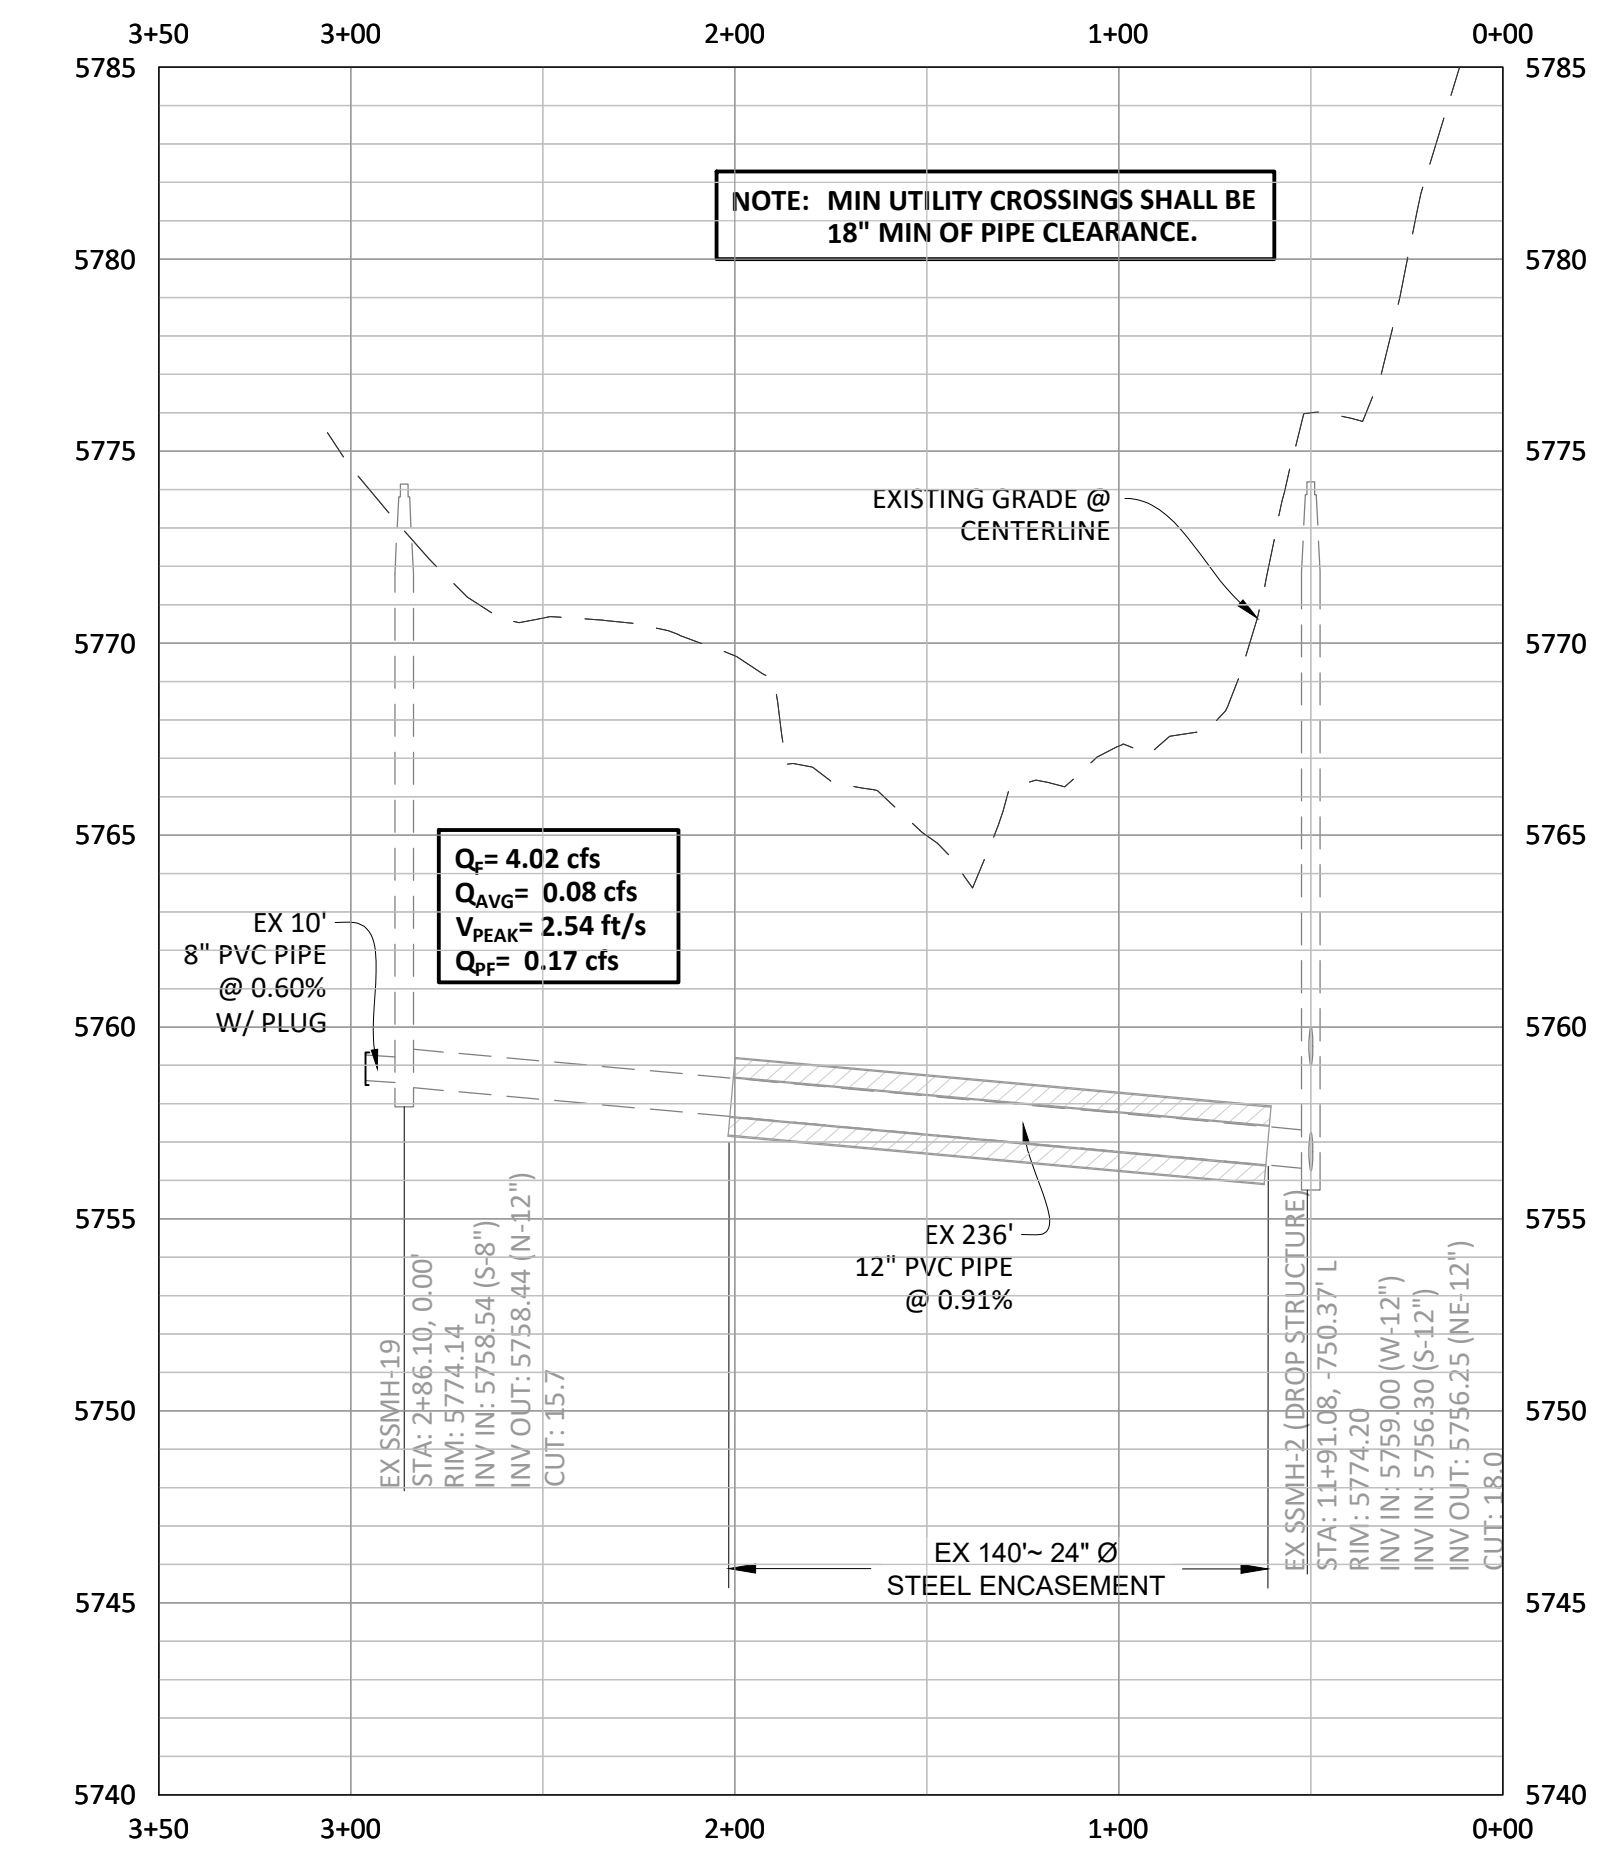 3+50 3+00 2+00 1+00 0+00
5785 5785
NOTE: MIN UTILITY CROSSINGS SHALL BE
18" MIN OF PIPE CLEARANCE.
5780 5780
5775 5775
EXISTING GRADE @
CENTERLINE
5770 5770
5765 5765
QF= 4.02 cfs
QAVG= 0.08 cfs
VPEAK= 2.54 ft/s
QPF= 0.17 cfs
EX 10'
8" PVC PIPE
@ 0.60%
W/ PLUG
5760 5760
5755 5755
EX 236'
12" PVC PIPE
@ 0.91%
EX SSMH-19
STA: 2+86.10, 0.00'
RIM: 5774.14
INV IN: 5758.54 (S-8")
INV OUT: 5758.44 (N-12")
CUT: 15.7
EX SSMH-2 (DROP STRUCTURE)
STA: 11+91.08, -750.37' L
RIM: 5774.20
INV IN: 5759.00 (W-12")
INV IN: 5756.30 (S-12")
INV OUT: 5756.25 (NE-12")
CUT: 18.0
5750 5750
EX 140'~ 24" Ø
STEEL ENCASEMENT
5745 5745
5740 5740
3+50 3+00 2+00 1+00 0+00